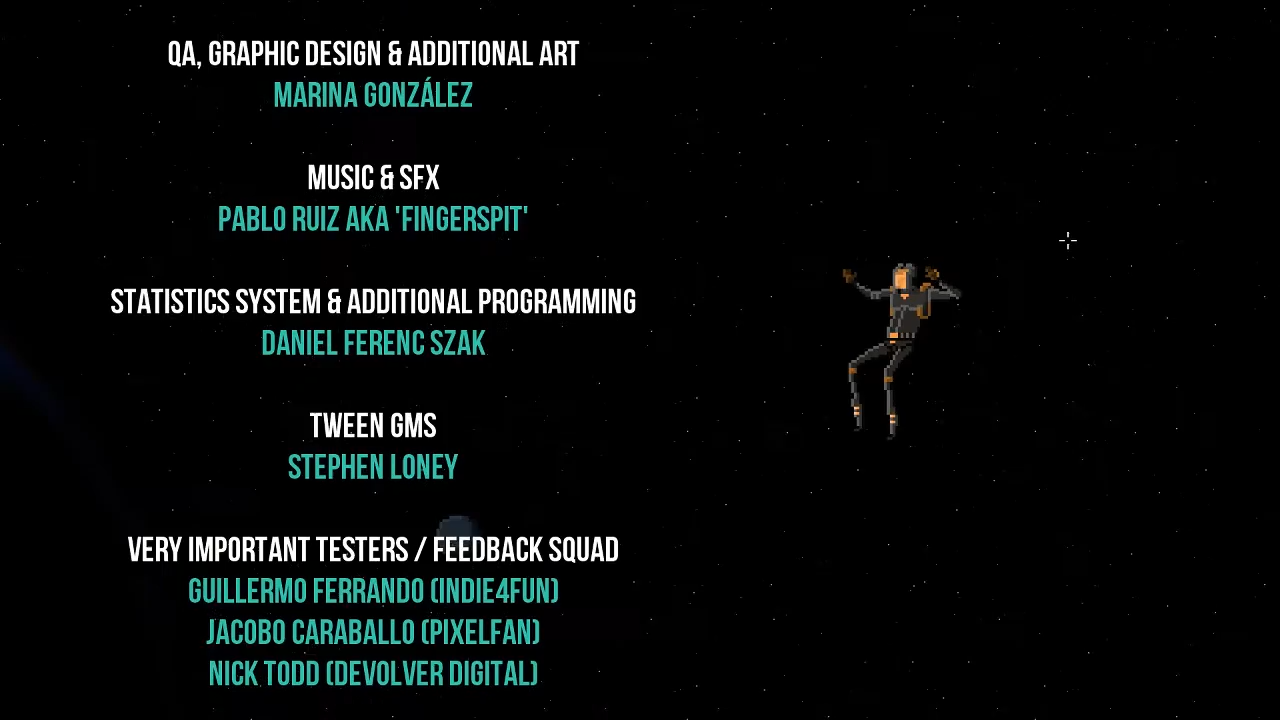 QA, GRAPHIC DESIGN & ADDITIONAL ART
MARINA GONZÁLEZ
MUSIC & SFX
PABLO RUIZ AKA 'FINGERSPIT'
STATISTICS SYSTEM & ADDITIONAL PROGRAMMING
DANIEL FERENC SZAK
TWEEN GMS
STEPHEN LONEY
VERY IMPORTANT TESTERS / FEEDBACK SQUAD
GUILLERMO FERRANDO (INDIE4FUN)
JACOBO CARABALLO (PIXELFAN)
NICK TODD (DEVOLVER DIGITAL)